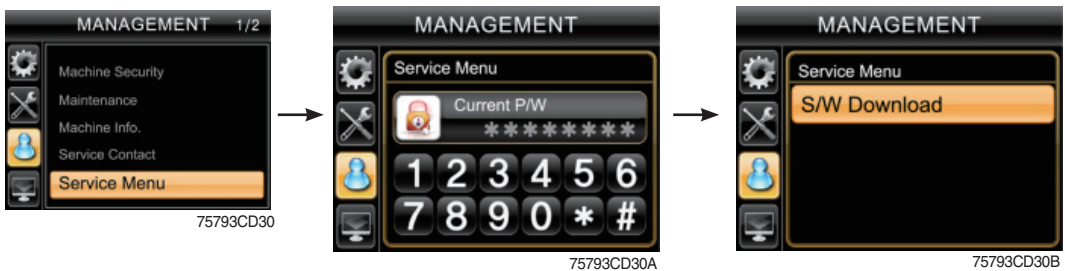 MANAGEMENT 1/2
Machine Security
Maintenance
Machine Info.
Service Contact
Service Menu
75793CD30
MANAGEMENT
Service Menu
Current P/W
********
1 2 3 4 5 6
7 8 9 0 * #
75793CD30A
MANAGEMENT
Service Menu
S/W Download
75793CD30B